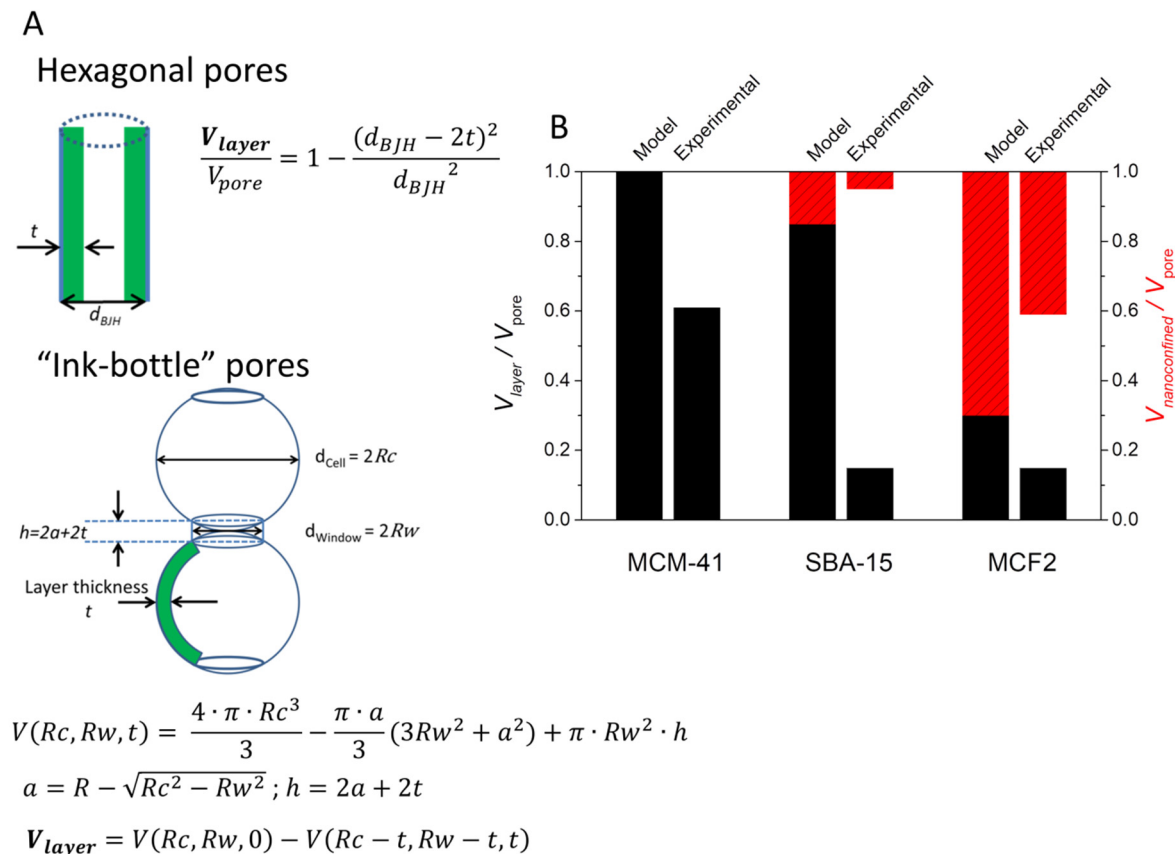 A
Hexagonal pores
V_layer / V_pore = 1 − (d_BJH − 2t)² / d_BJH²
t
d_BJH
“Ink-bottle” pores
d_Cell = 2Rc
h=2a+2t
d_Window = 2Rw
Layer thickness
t
V(Rc, Rw, t) = 4 · π · Rc³ / 3 − π · a / 3 (3Rw² + a²) + π · Rw² · h
a = R − √(Rc² − Rw²) ; h = 2a + 2t
V_layer = V(Rc, Rw, 0) − V(Rc − t, Rw − t, t)
B
Model
Experimental
Model
Experimental
Model
Experimental
1.0
0.8
0.6
0.4
0.2
0.0
V_layer / V_pore
1.0
0.8
0.6
0.4
0.2
0.0
V_nanoconfined / V_pore
MCM-41
SBA-15
MCF2